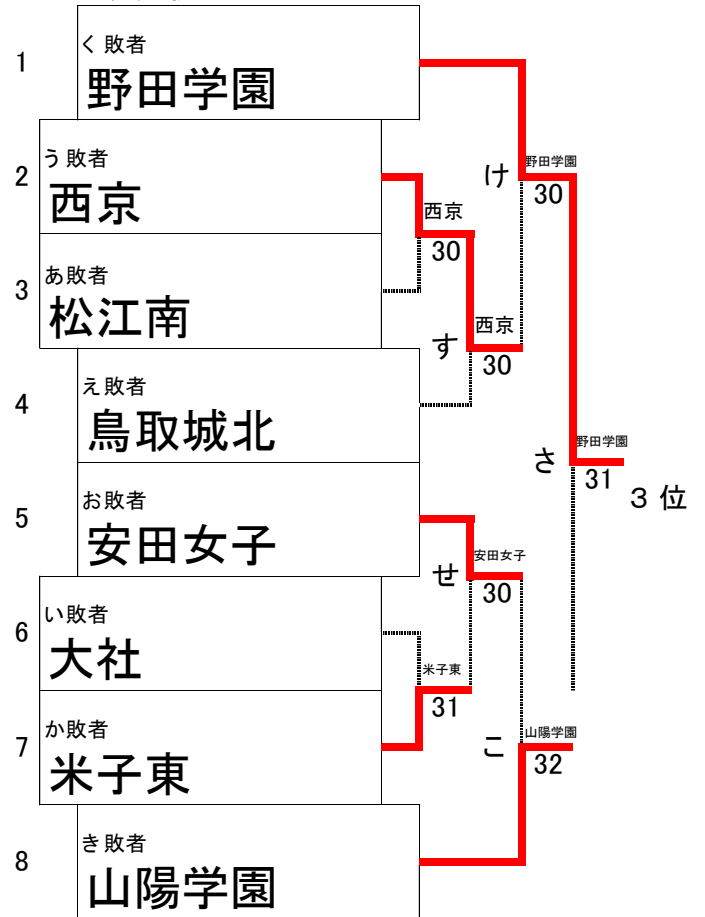 1
く敗者
野田学園
2
う敗者
西京
3
あ敗者
松江南
4
え敗者
鳥取城北
5
お敗者
安田女子
6
い敗者
大社
7
か敗者
米子東
8
き敗者
山陽学園
西京
30
す
西京
30
け
野田学園
30
さ
野田学園
31
3位
せ
安田女子
30
米子東
31
こ
山陽学園
32